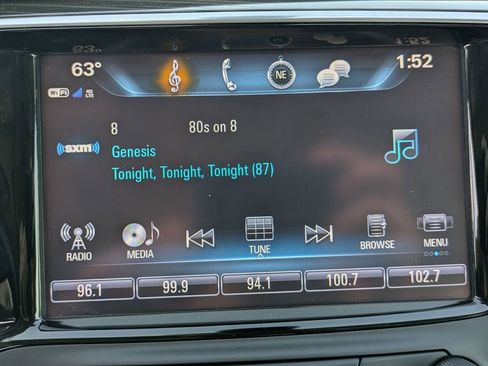 63°
NE
1:52
WiFi 4G LTE
8 80s on 8
((sxm))
Genesis
Tonight, Tonight, Tonight (87)
RADIO MEDIA TUNE BROWSE MENU
96.1 99.9 94.1 100.7 102.7